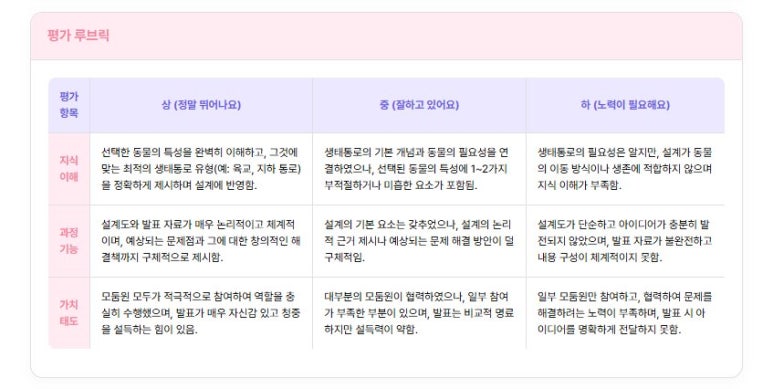 평가 루브릭
평가
항목
상 (정말 뛰어나요)
중 (잘하고 있어요)
하 (노력이 필요해요)
지식
이해
선택한 동물의 특성을 완벽히 이해하고, 그것에
맞는 최적의 생태통로 유형(예: 육교, 지하 통로)
을 정확하게 제시하며 설계에 반영함.
생태통로의 기본 개념과 동물의 필요성을 연
결하였으나, 선택된 동물의 특성에 1~2가지
부적절하거나 미흡한 요소가 포함됨.
생태통로의 필요성은 알지만, 설계가 동물
의 이동 방식이나 생존에 적합하지 않으며
지식 이해가 부족함.
과정
기능
설계도와 발표 자료가 매우 논리적이고 체계적
이며, 예상되는 문제점과 그에 대한 창의적인 해
결책까지 구체적으로 제시함.
설계의 기본 요소는 갖추었으나, 설계의 논리
적 근거 제시나 예상되는 문제 해결 방안이 덜
구체적임.
설계도가 단순하고 아이디어가 충분히 발
전되지 않았으며, 발표 자료가 불완전하고
내용 구성이 체계적이지 못함.
가치
태도
모둠원 모두가 적극적으로 참여하여 역할을 충
실히 수행했으며, 발표가 매우 자신감 있고 청중
을 설득하는 힘이 있음.
대부분의 모둠원이 협력하였으나, 일부 참여
가 부족한 부분이 있으며, 발표는 비교적 명료
하지만 설득력이 약함.
일부 모둠원만 참여하고, 협력하여 문제를
해결하려는 노력이 부족하며, 발표 시 아
이디어를 명확하게 전달하지 못함.